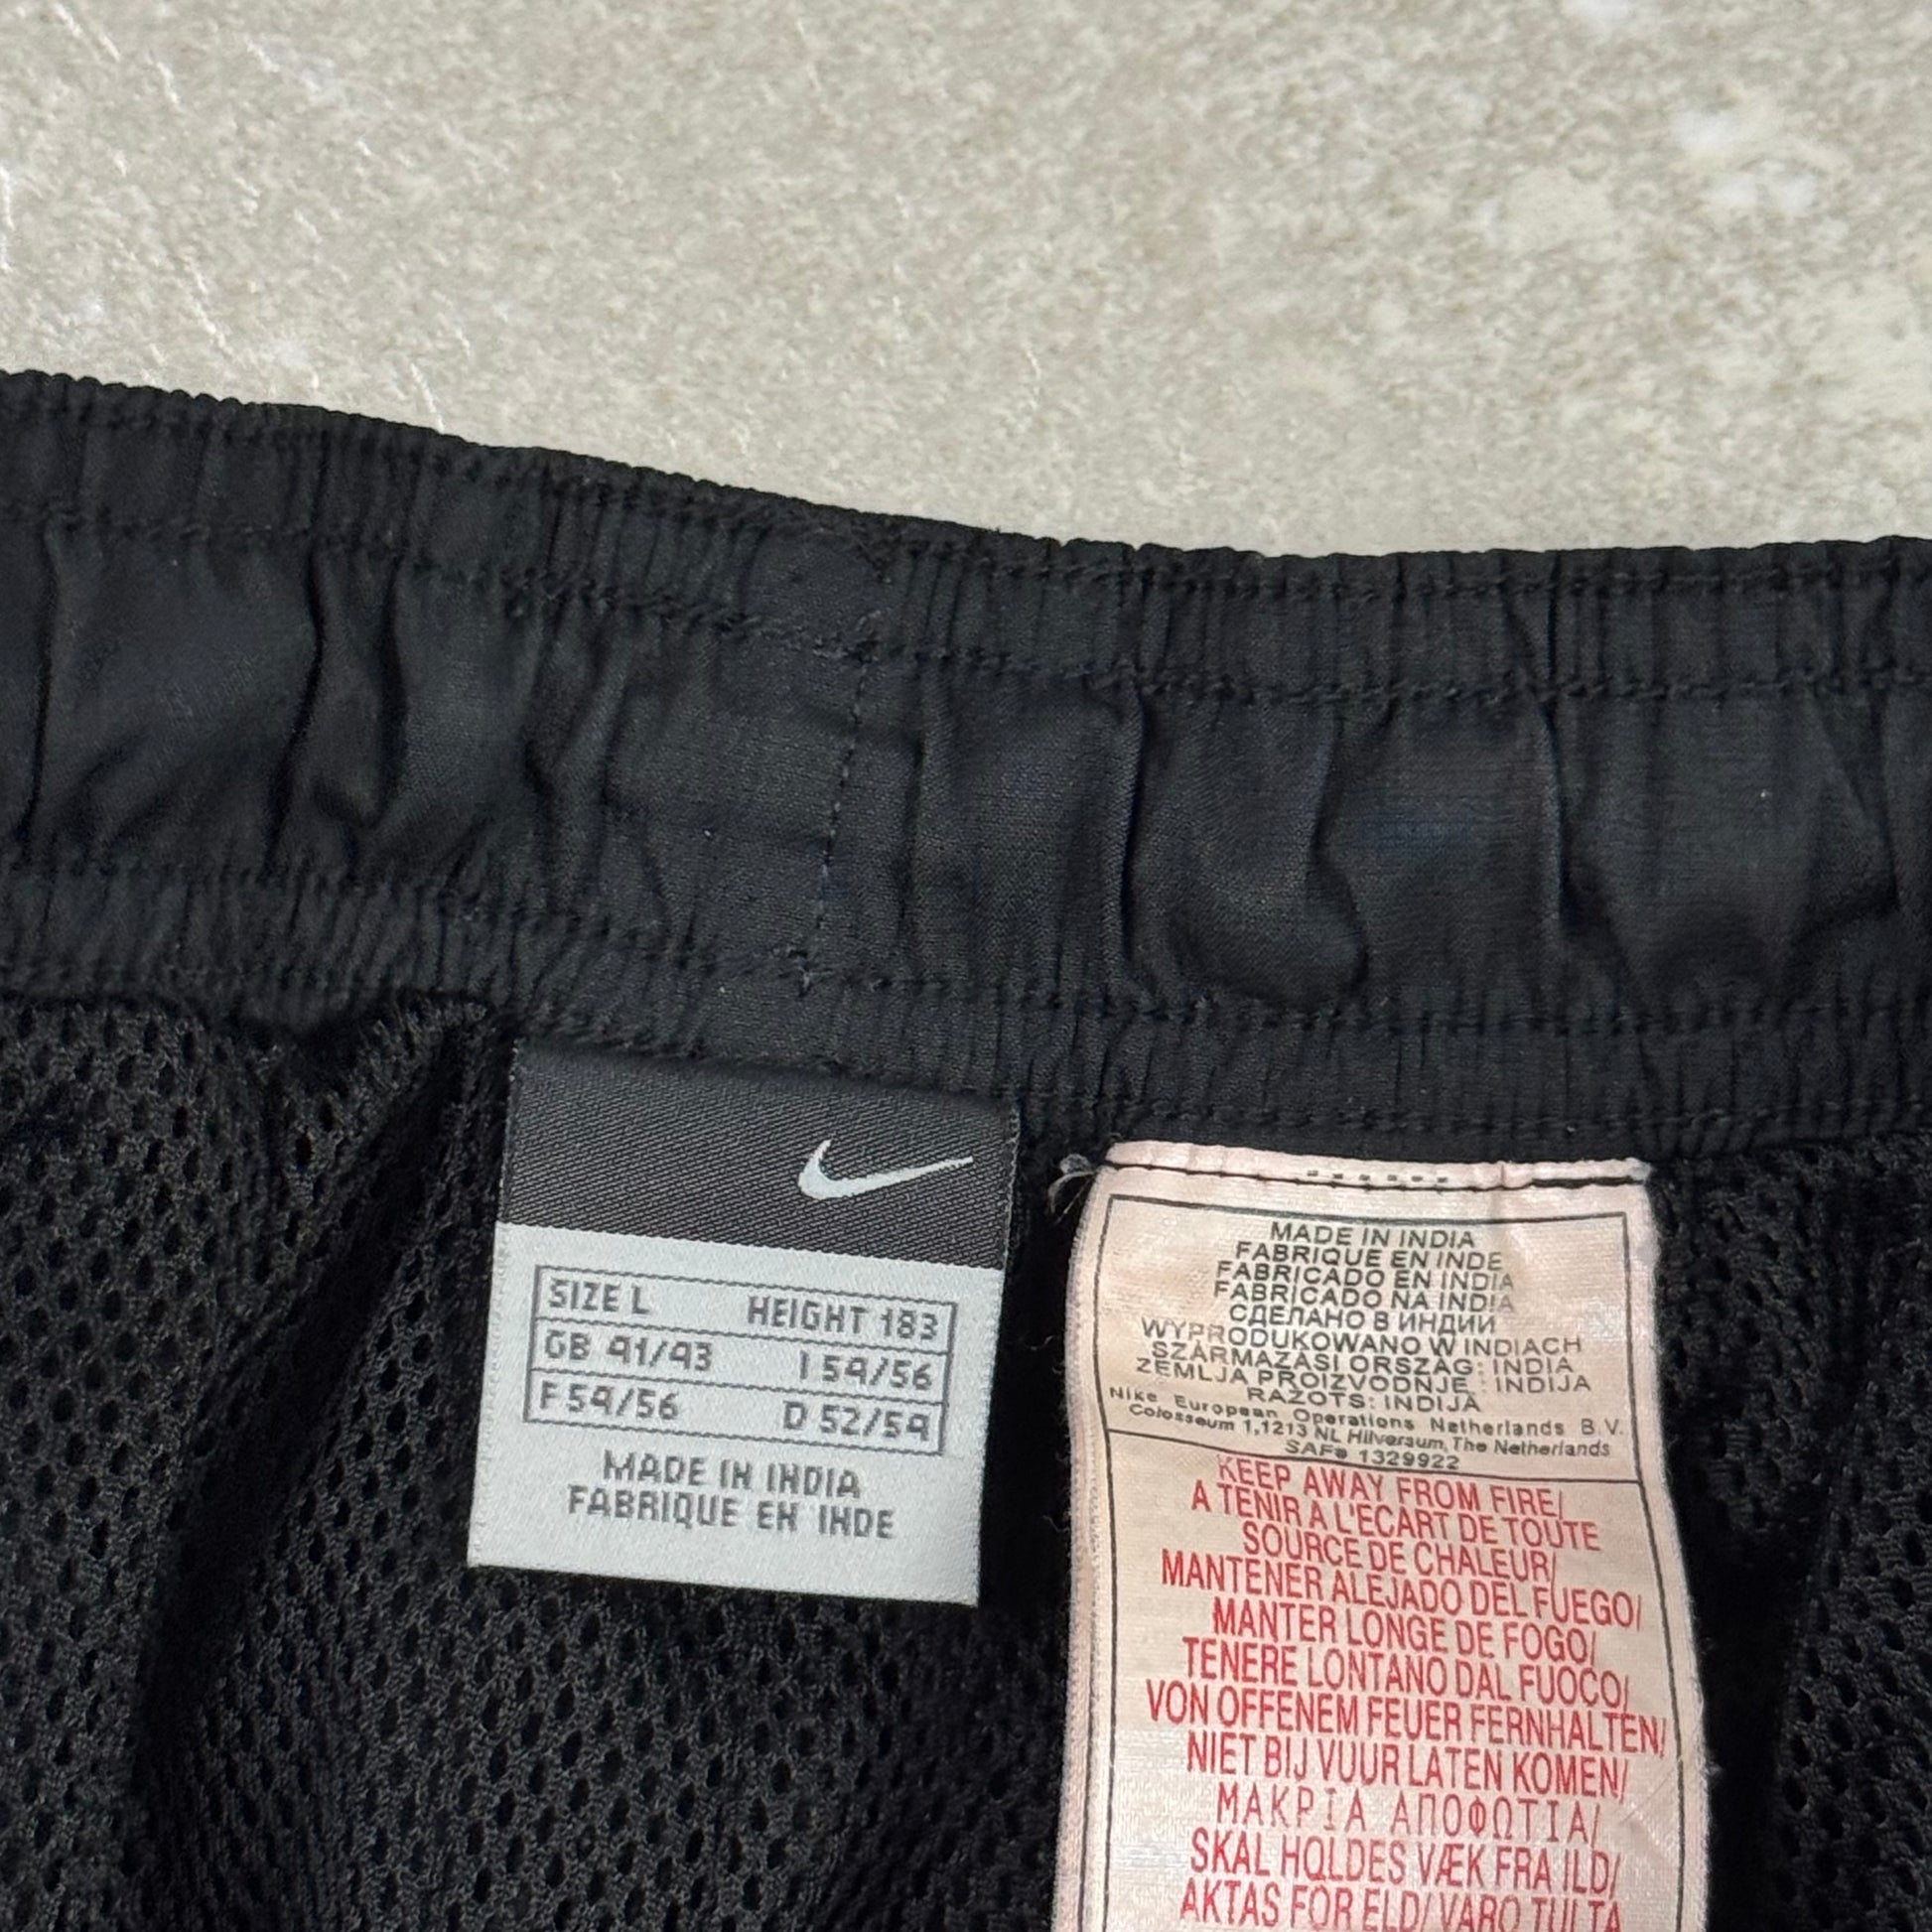 SIZE L HEIGHT 183
GB 41/43 I 54/56
F 54/56 D 52/54
MADE IN INDIA
FABRIQUE EN INDE
MADE IN INDIA
FABRIQUE EN INDE
FABRICADO EN INDIA
FABRICADO NA INDIA
СДЕЛАНО В ИНДИИ
WYPRODUKOWANO W INDIACH
SZÁRMAZÁSI ORSZÁG: INDIA
ZEMLJA PROIZVODNJE: INDIJA
RAŽOTS: INDIJA
Nike European Operations Netherlands B.V.
Colosseum 1,1213 NL Hilversum, The Netherlands
SAF# 1329922
KEEP AWAY FROM FIRE/
A TENIR A L'ECART DE TOUTE
SOURCE DE CHALEUR/
MANTENER ALEJADO DEL FUEGO/
MANTER LONGE DE FOGO/
TENERE LONTANO DAL FUOCO/
VON OFFENEM FEUER FERNHALTEN/
NIET BIJ VUUR LATEN KOMEN/
ΜΑΚΡΙΑ ΑΠΟΦΩΤΙΑ/
SKAL HOLDES VÆK FRA ILD/
AKTAS FÖR ELD/ VARO TULTA